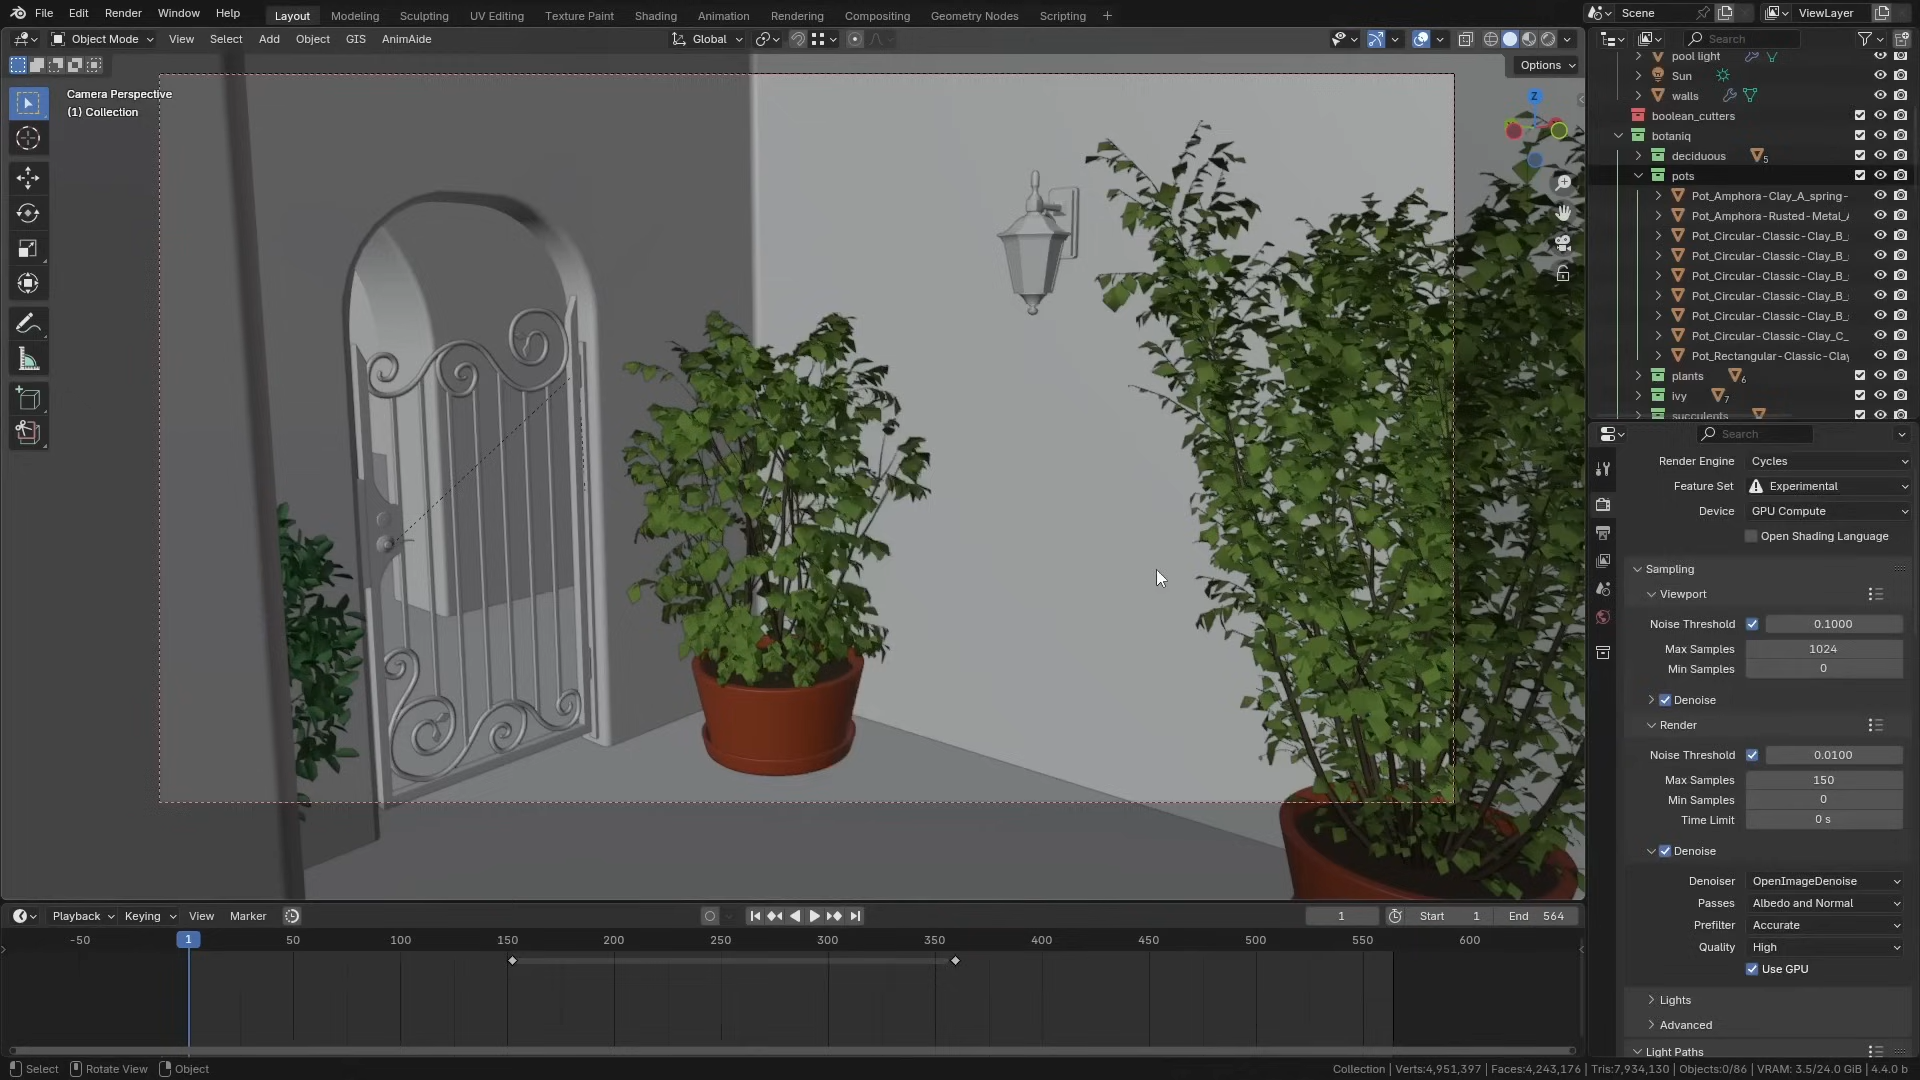 File Edit Render Window Help Layout Modeling Sculpting UV Editing Texture Paint Shading Animation Rendering Compositing Geometry Nodes Scripting + Scene ViewLayer
Object Mode View Select Add Object GIS AnimAide Global Search
Options
Camera Perspective
(1) Collection
Z
pool light
Sun
walls
boolean_cutters
botaniq
deciduous 5
pots
Pot_Amphora-Clay_A_spring-
Pot_Amphora-Rusted-Metal_
Pot_Circular-Classic-Clay_B_
Pot_Circular-Classic-Clay_B_
Pot_Circular-Classic-Clay_B_
Pot_Circular-Classic-Clay_B_
Pot_Circular-Classic-Clay_B_
Pot_Circular-Classic-Clay_C_
Pot_Rectangular-Classic-Clay
plants 6
ivy 7
succulents
Search
Render Engine Cycles
Feature Set Experimental
Device GPU Compute
Open Shading Language
Sampling
Viewport
Noise Threshold 0.1000
Max Samples 1024
Min Samples 0
Denoise
Render
Noise Threshold 0.0100
Max Samples 150
Min Samples 0
Time Limit 0 s
Denoise
Denoiser OpenImageDenoise
Passes Albedo and Normal
Prefilter Accurate
Quality High
Use GPU
Lights
Advanced
Light Paths
Playback Keying View Marker 1 Start 1 End 564
-50 1 50 100 150 200 250 300 350 400 450 500 550 600
Select Rotate View Object Collection | Verts:4,951,397 | Faces:4,243,176 | Tris:7,934,130 | Objects:0/86 | VRAM: 3.5/24.0 GiB | 4.4.0 b